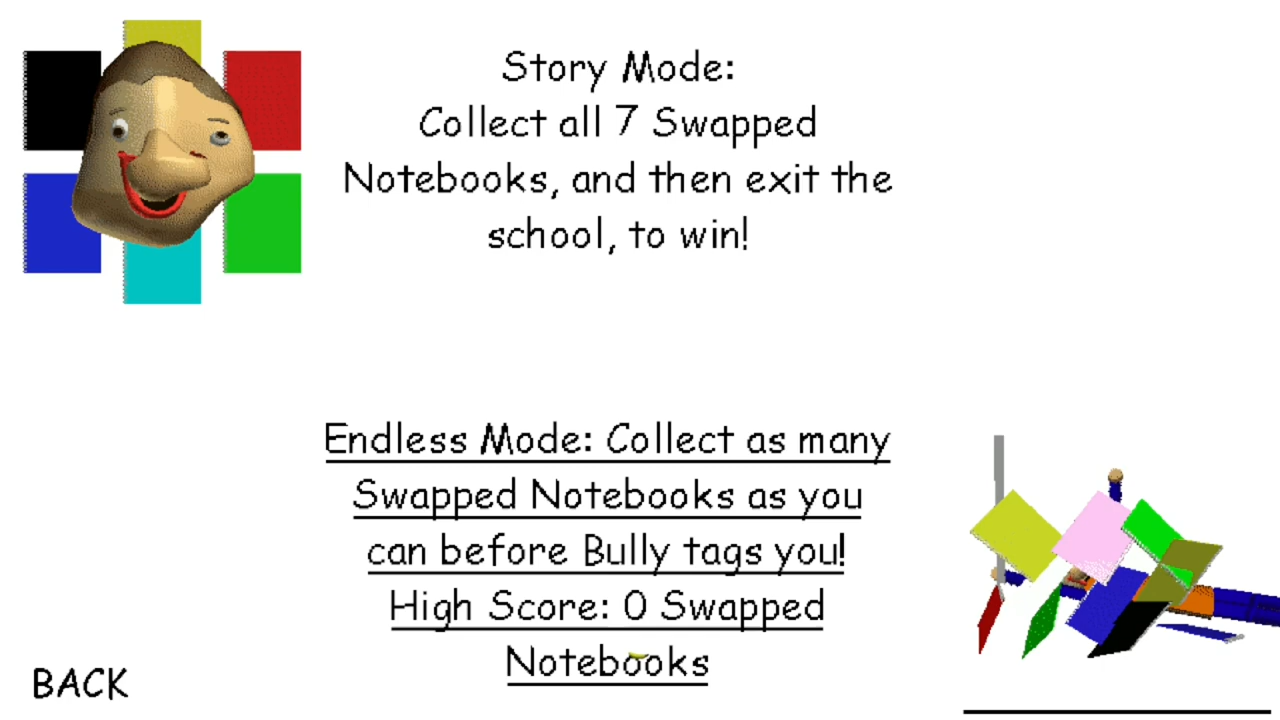 Story Mode:
Collect all 7 Swapped
Notebooks, and then exit the
school, to win!
Endless Mode: Collect as many
Swapped Notebooks as you
can before Bully tags you!
High Score: 0 Swapped
Notebooks
BACK